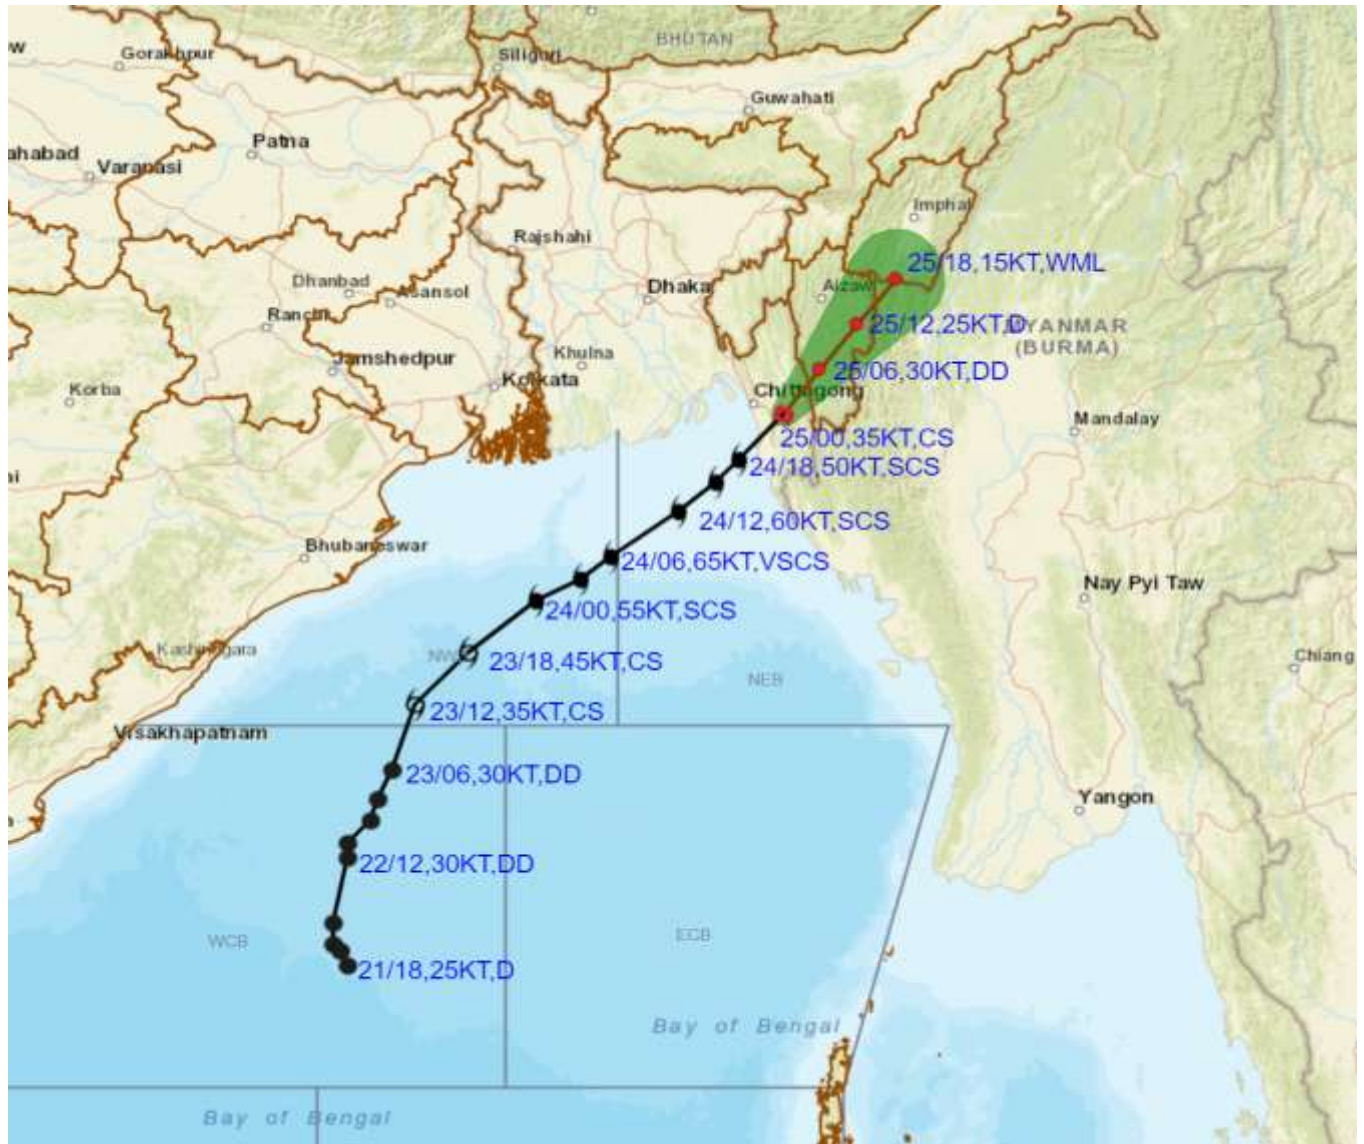 BHUTAN
Gorakhpur
Siliguri
Guwahati
Patna
ahabad
Varanasi
Imphal
Rajshahi
25/18,15KT,WML
Dhanbad
Dhaka
Aizawl
Asansol
Ranchi
25/12,25KT,D
MYANMAR
(BURMA)
Jamshedpur
Khulna
25/06,30KT,DD
Kolkata
Korba
Chittagong
Mandalay
25/00,35KT,CS
24/18,50KT,SCS
24/12,60KT,SCS
Bhubaneswar
24/06,65KT,VSCS
Nay Pyi Taw
24/00,55KT,SCS
Chiang
23/18,45KT,CS
NEB
23/12,35KT,CS
Visakhapatnam
23/06,30KT,DD
Yangon
22/12,30KT,DD
WCB
ECB
21/18,25KT,D
Bay of Bengal
Bay of Bengal